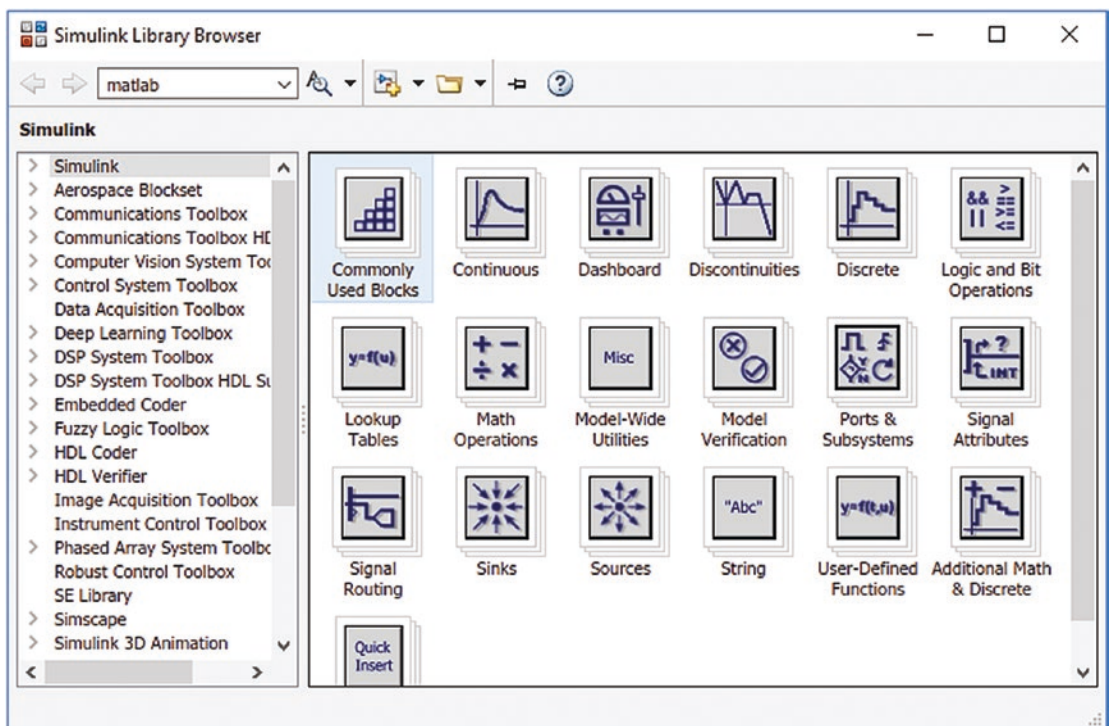 Simulink Library Browser
matlab
Simulink
Simulink
Aerospace Blockset
Communications Toolbox
Communications Toolbox HD
Computer Vision System Too
Control System Toolbox
Data Acquisition Toolbox
Deep Learning Toolbox
DSP System Toolbox
DSP System Toolbox HDL Su
Embedded Coder
Fuzzy Logic Toolbox
HDL Coder
HDL Verifier
Image Acquisition Toolbox
Instrument Control Toolbox
Phased Array System Toolbo
Robust Control Toolbox
SE Library
Simscape
Simulink 3D Animation
&& || > == >= <=
Commonly
Used Blocks
Continuous
Dashboard
Discontinuities
Discrete
Logic and Bit
Operations
y=f(u)
+ - ÷ ×
Misc
Y
N
?
INT
Lookup
Tables
Math
Operations
Model-Wide
Utilities
Model
Verification
Ports &
Subsystems
Signal
Attributes
"Abc"
y=f(t,u)
+ -
Signal
Routing
Sinks
Sources
String
User-Defined
Functions
Additional Math
& Discrete
Quick
Insert